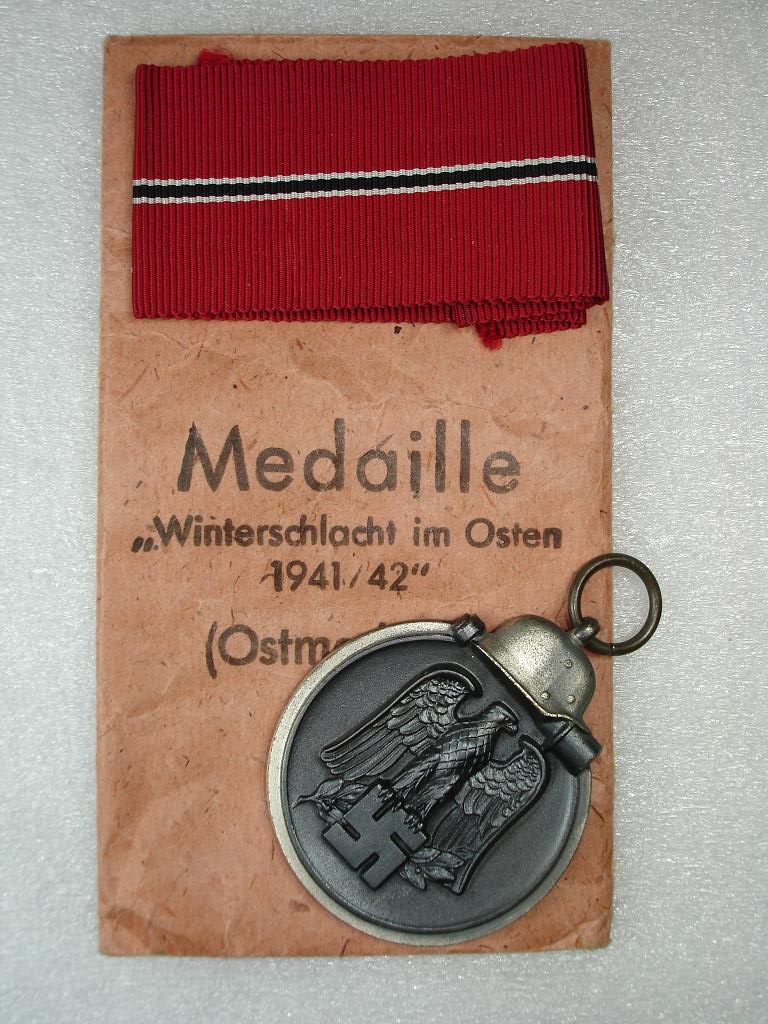 Medaille
„Winterschlacht im Osten
1941/42“